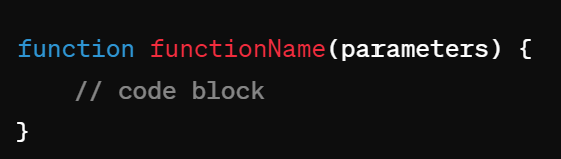 function functionName(parameters) {
    // code block
}